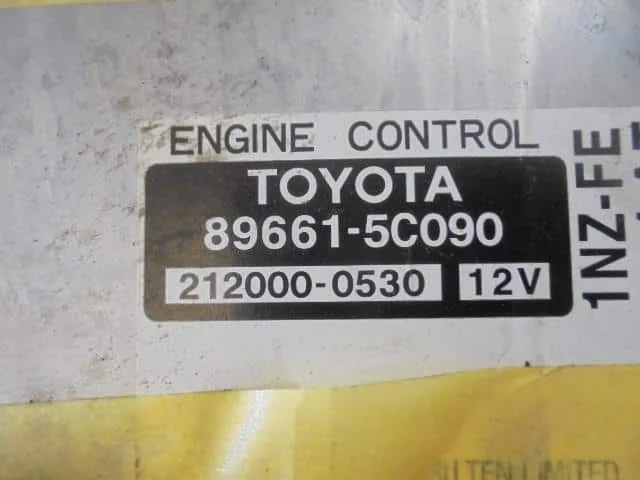 ENGINE CONTROL
TOYOTA
89661-5C090
212000-0530 12V
1NZ-FE
TEN LIMITED